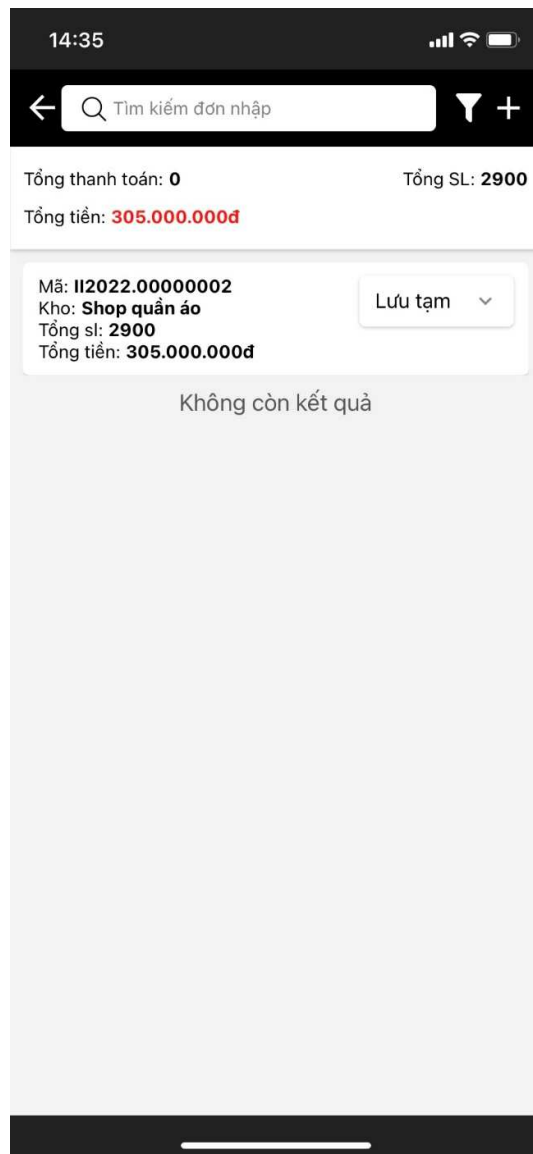 14:35
Tìm kiếm đơn nhập
Tổng thanh toán: 0 Tổng SL: 2900
Tổng tiền: 305.000.000đ
Mã: II2022.00000002
Kho: Shop quần áo
Tổng sl: 2900
Tổng tiền: 305.000.000đ
Lưu tạm
Không còn kết quả